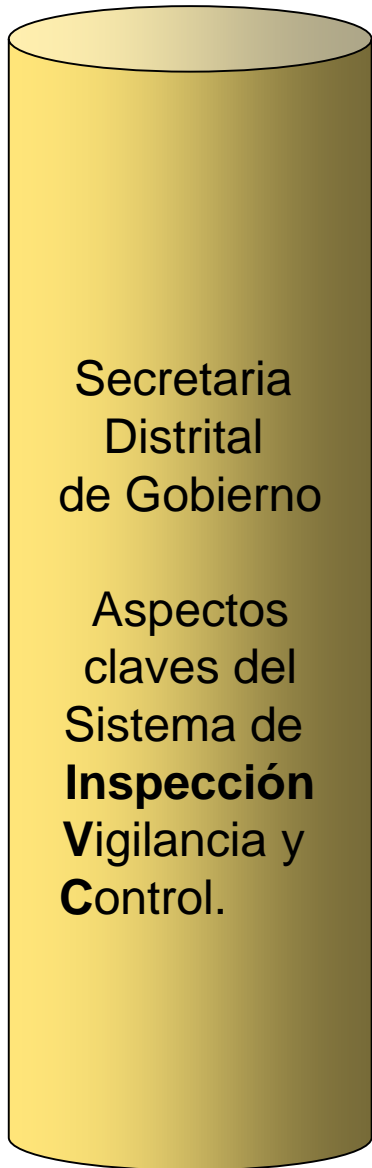 Secretaria
Distrital
de Gobierno
Aspectos
claves del
Sistema de
Inspección
Vigilancia y
Control.